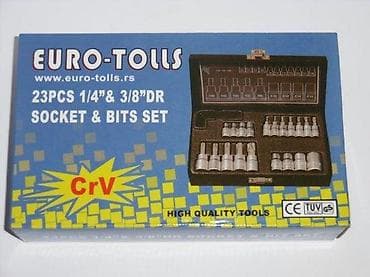 EURO-TOLLS
www.euro-tolls.rs
23PCS 1/4"& 3/8"DR
SOCKET & BITS SET
CrV
HIGH QUALITY TOOLS
CE TÜV GS